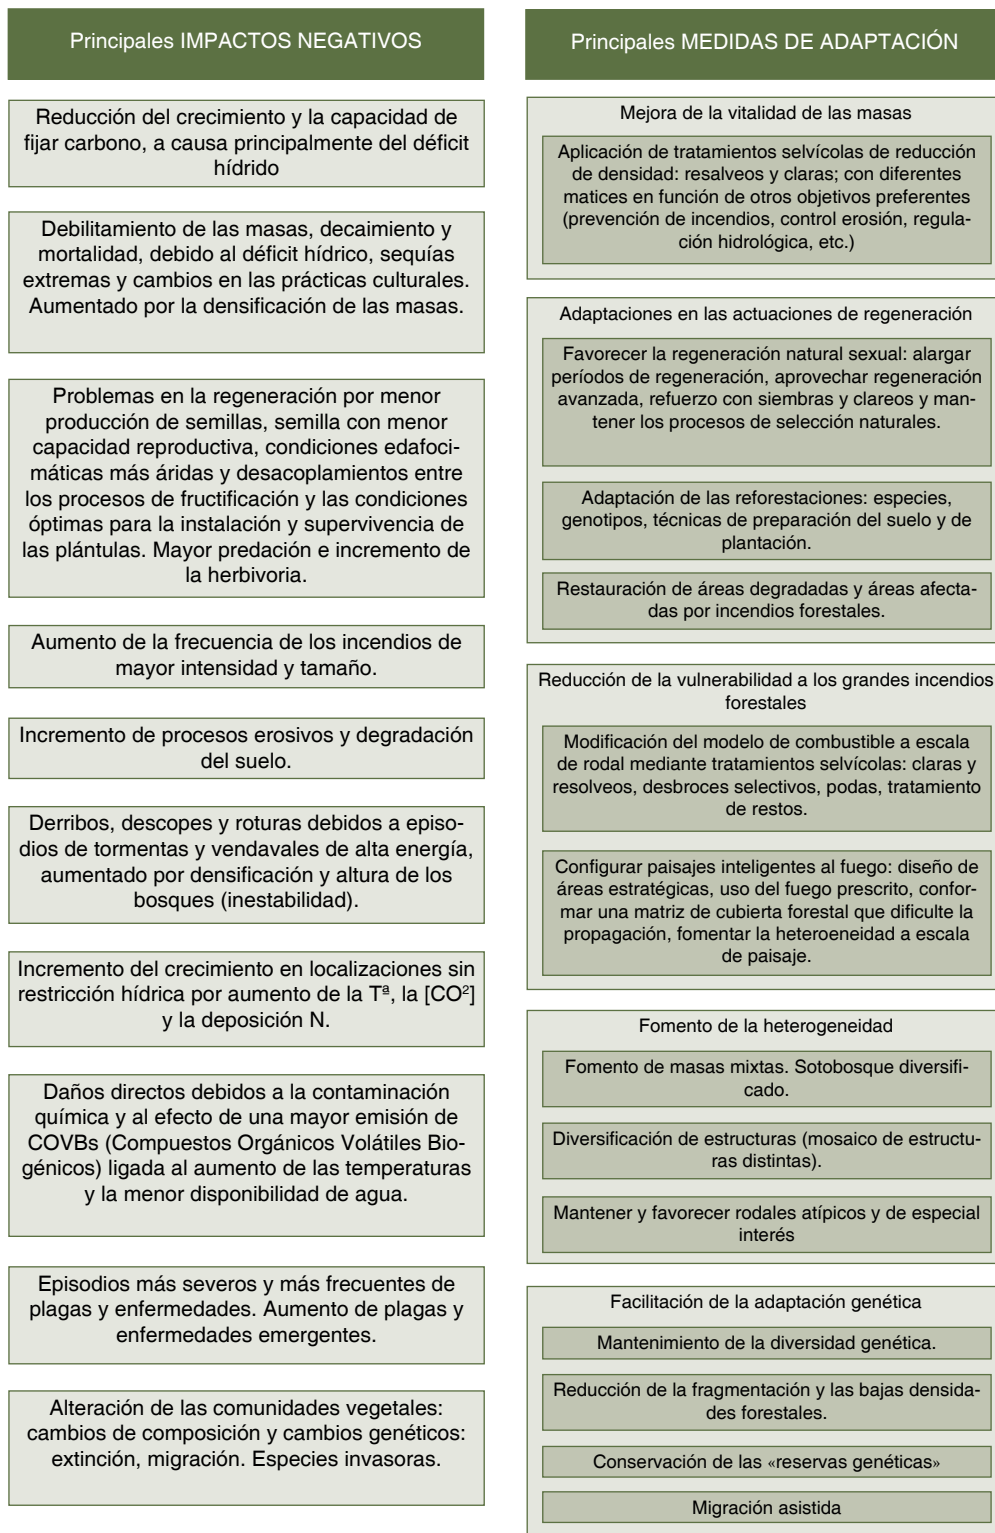 Principales IMPACTOS NEGATIVOS
Reducción del crecimiento y la capacidad de
fijar carbono, a causa principalmente del déficit
hídrido
Debilitamiento de las masas, decaimiento y
mortalidad, debido al déficit hídrico, sequías
extremas y cambios en las prácticas culturales.
Aumentado por la densificación de las masas.
Problemas en la regeneración por menor
producción de semillas, semilla con menor
capacidad reproductiva, condiciones edafoci-
máticas más áridas y desacoplamientos entre
los procesos de fructificación y las condiciones
óptimas para la instalación y supervivencia de
las plántulas. Mayor predación e incremento de
la herbivoria.
Aumento de la frecuencia de los incendios de
mayor intensidad y tamaño.
Incremento de procesos erosivos y degradación
del suelo.
Derribos, descopes y roturas debidos a episo-
dios de tormentas y vendavales de alta energía,
aumentado por densificación y altura de los
bosques (inestabilidad).
Incremento del crecimiento en localizaciones sin
restricción hídrica por aumento de la Tª, la [CO²]
y la deposición N.
Daños directos debidos a la contaminación
química y al efecto de una mayor emisión de
COVBs (Compuestos Orgánicos Volátiles Bio-
génicos) ligada al aumento de las temperaturas
y la menor disponibilidad de agua.
Episodios más severos y más frecuentes de
plagas y enfermedades. Aumento de plagas y
enfermedades emergentes.
Alteración de las comunidades vegetales:
cambios de composición y cambios genéticos:
extinción, migración. Especies invasoras.
Principales MEDIDAS DE ADAPTACIÓN
Mejora de la vitalidad de las masas
Aplicación de tratamientos selvícolas de reducción
de densidad: resalveos y claras; con diferentes
matices en función de otros objetivos preferentes
(prevención de incendios, control erosión, regula-
ción hidrológica, etc.)
Adaptaciones en las actuaciones de regeneración
Favorecer la regeneración natural sexual: alargar
períodos de regeneración, aprovechar regeneración
avanzada, refuerzo con siembras y clareos y man-
tener los procesos de selección naturales.
Adaptación de las reforestaciones: especies,
genotipos, técnicas de preparación del suelo y de
plantación.
Restauración de áreas degradadas y áreas afecta-
das por incendios forestales.
Reducción de la vulnerabilidad a los grandes incendios
forestales
Modificación del modelo de combustible a escala
de rodal mediante tratamientos selvícolas: claras y
resolveos, desbroces selectivos, podas, tratamiento
de restos.
Configurar paisajes inteligentes al fuego: diseño de
áreas estratégicas, uso del fuego prescrito, confor-
mar una matriz de cubierta forestal que dificulte la
propagación, fomentar la heteroeneidad a escala
de paisaje.
Fomento de la heterogeneidad
Fomento de masas mixtas. Sotobosque diversifi-
cado.
Diversificación de estructuras (mosaico de estructu-
ras distintas).
Mantener y favorecer rodales atípicos y de especial
interés
Facilitación de la adaptación genética
Mantenimiento de la diversidad genética.
Reducción de la fragmentación y las bajas densida-
des forestales.
Conservación de las «reservas genéticas»
Migración asistida